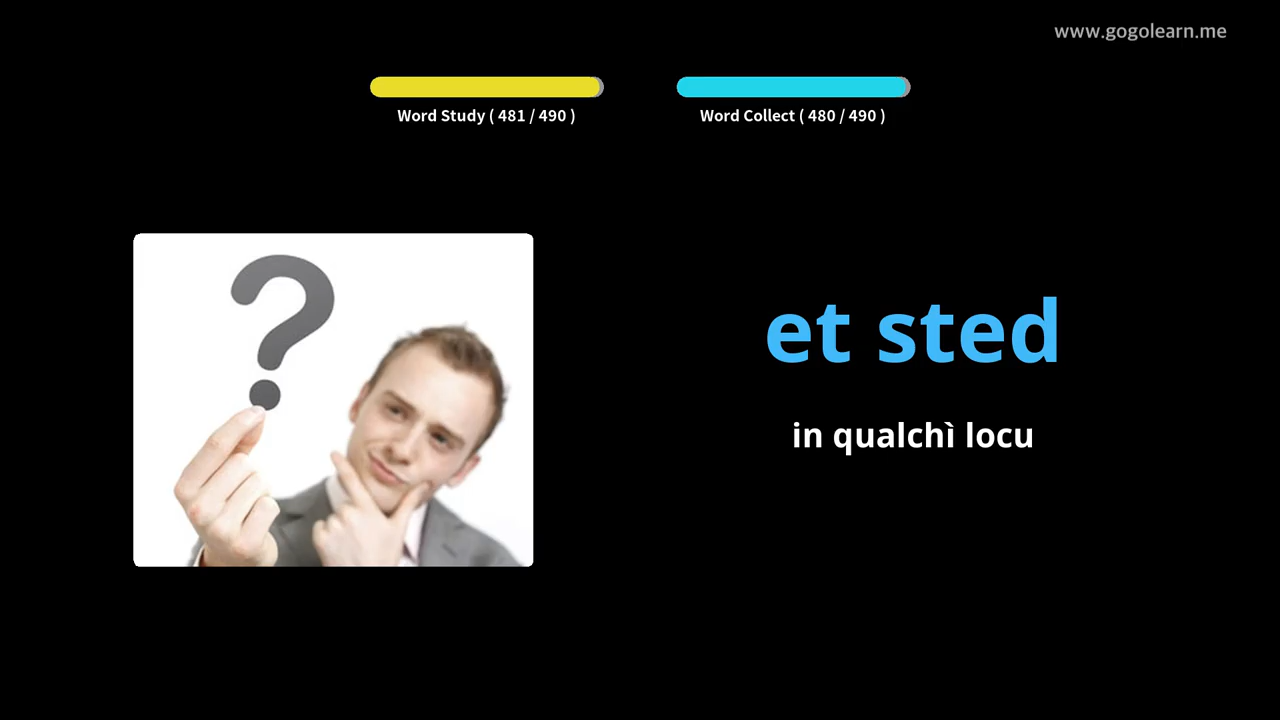 www.gogolearn.me
Word Study ( 481 / 490 )
Word Collect ( 480 / 490 )
et sted
in qualchì locu